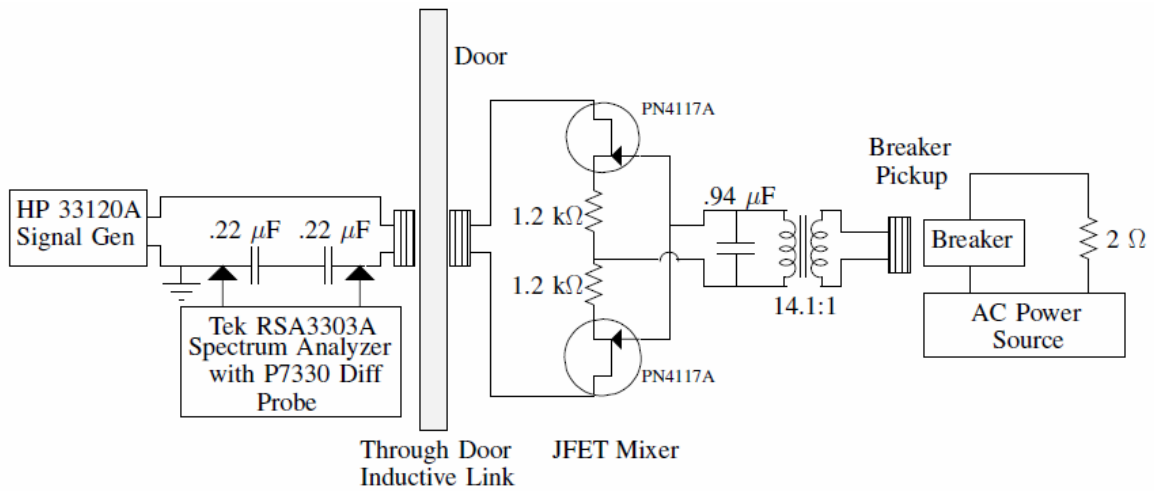 Door
PN4117A
Breaker
Pickup
HP 33120A
Signal Gen
.22 μF .22 μF
1.2 kΩ
.94 μF
Breaker
2 Ω
1.2 kΩ
14.1:1
AC Power
Source
Tek RSA3303A
Spectrum Analyzer
with P7330 Diff
Probe
PN4117A
Through Door
Inductive Link
JFET Mixer